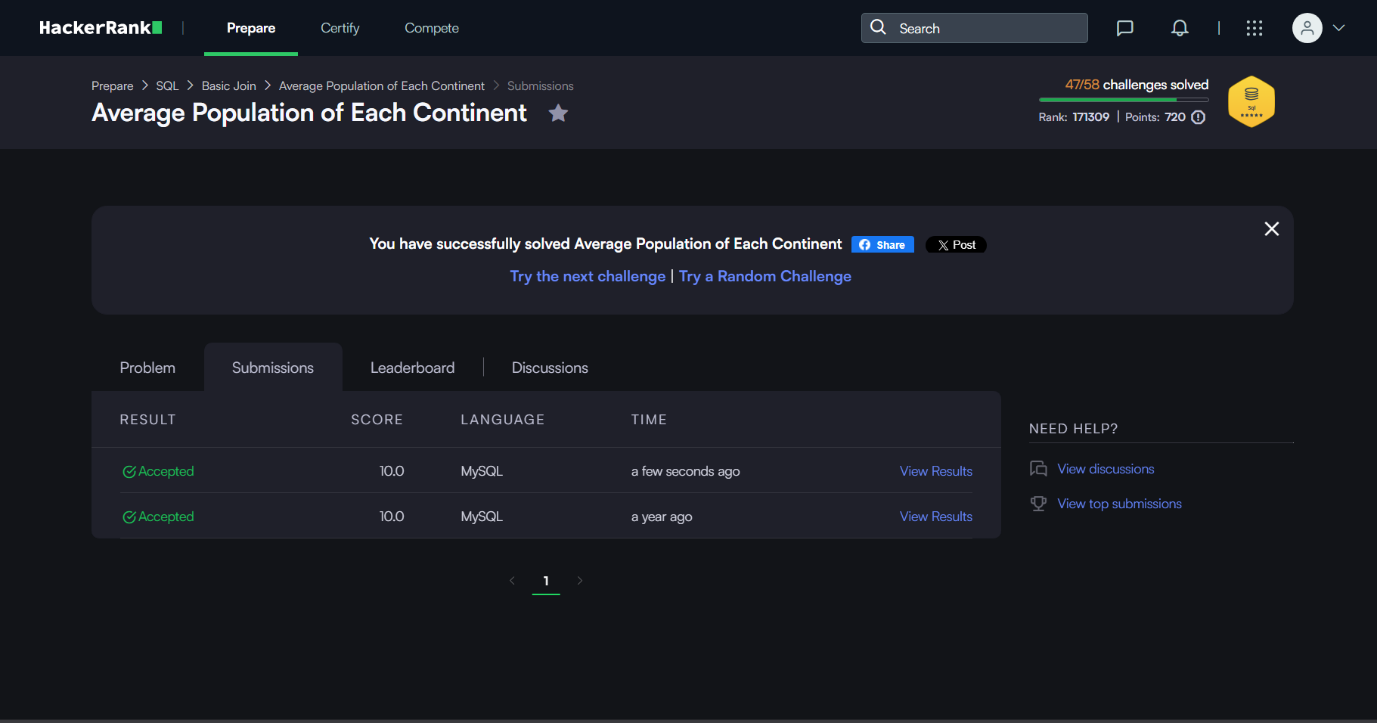 HackerRank
Prepare
Certify
Compete
Search
Prepare > SQL > Basic Join > Average Population of Each Continent > Submissions
Average Population of Each Continent
47/58 challenges solved
Rank: 171309 | Points: 720
Sql
You have successfully solved Average Population of Each Continent
Share
Post
Try the next challenge | Try a Random Challenge
Problem
Submissions
Leaderboard
Discussions
RESULT SCORE LANGUAGE TIME
Accepted 10.0 MySQL a few seconds ago View Results
Accepted 10.0 MySQL a year ago View Results
1
NEED HELP?
View discussions
View top submissions